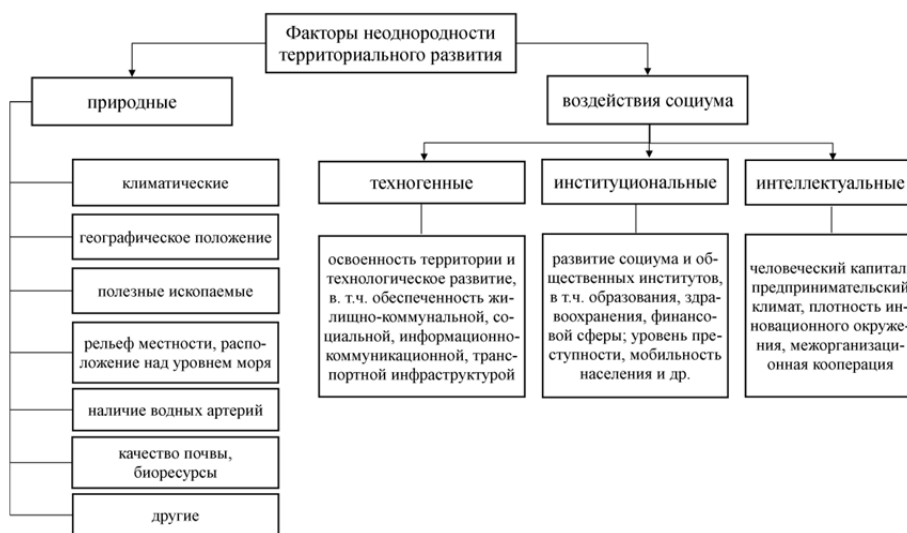 Факторы неоднородности
территориального развития
природные
воздействия социума
климатические
географическое положение
полезные ископаемые
рельеф местности, распо-
ложение над уровнем моря
наличие водных артерий
качество почвы,
биоресурсы
другие
техногенные
освоенность территории и
технологическое развитие,
в. т.ч. обеспеченность жи-
лищно-коммунальной, со-
циальной, информационно-
коммуникационной, транс-
портной инфраструктурой
институциональные
развитие социума и об-
щественных институтов,
в т.ч. образования, здра-
воохранения, финансо-
вой сферы; уровень пре-
ступности, мобильность
населения и др.
интеллектуальные
человеческий капитал,
предпринимательский
климат, плотность ин-
новационного окруже-
ния, межорганизаци-
онная кооперация